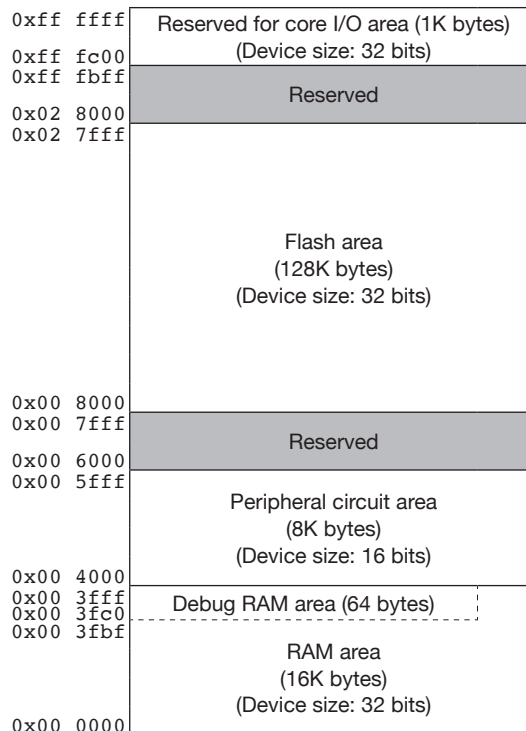 0xff ffff
Reserved for core I/O area (1K bytes)
(Device size: 32 bits)
0xff fc00
0xff fbff
Reserved
0x02 8000
0x02 7fff
Flash area
(128K bytes)
(Device size: 32 bits)
0x00 8000
0x00 7fff
Reserved
0x00 6000
0x00 5fff
Peripheral circuit area
(8K bytes)
(Device size: 16 bits)
0x00 4000
0x00 3fff
Debug RAM area (64 bytes)
0x00 3fc0
0x00 3fbf
RAM area
(16K bytes)
(Device size: 32 bits)
0x00 0000